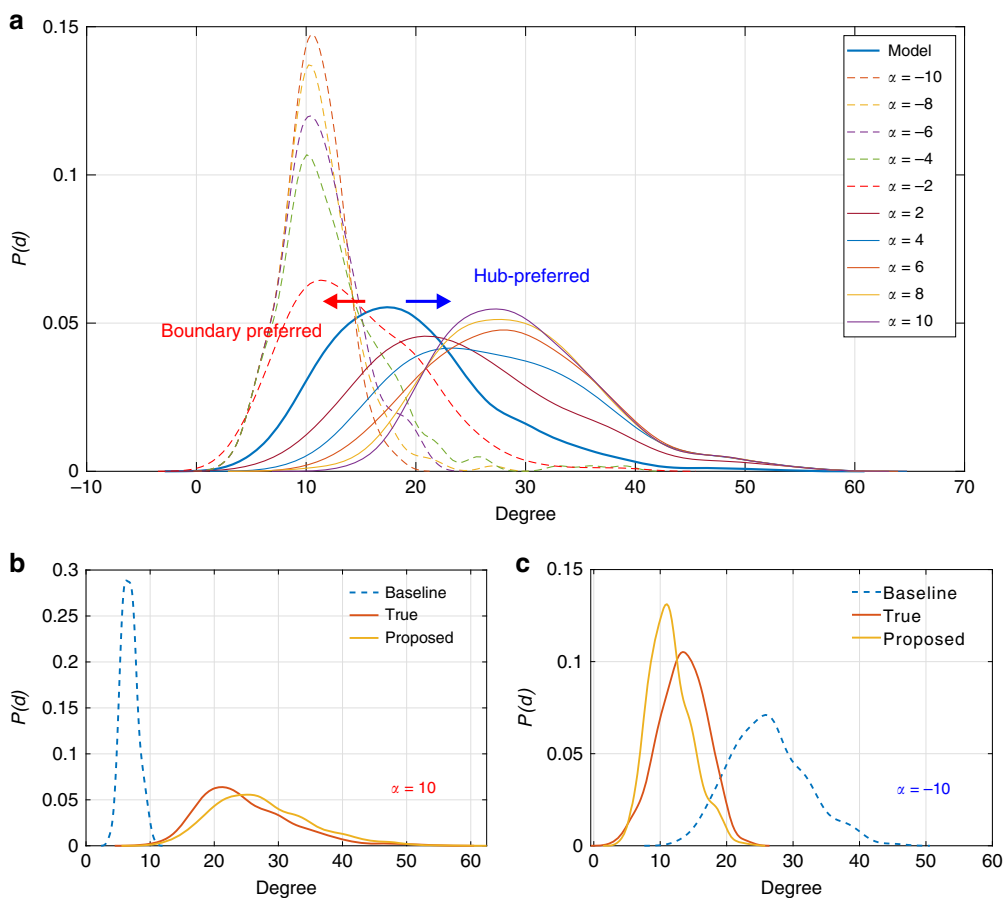 a
0.15
0.1
0.05
0
P(d)
–10
0
10
20
30
40
50
60
70
Degree
Boundary preferred
Hub-preferred
Model
α = –10
α = –8
α = –6
α = –4
α = –2
α = 2
α = 4
α = 6
α = 8
α = 10
b
0.3
0.25
0.2
0.15
0.1
0.05
0
P(d)
0
10
20
30
40
50
60
Degree
Baseline
True
Proposed
α = 10
c
0.15
0.1
0.05
0
P(d)
0
10
20
30
40
50
60
Degree
Baseline
True
Proposed
α = –10